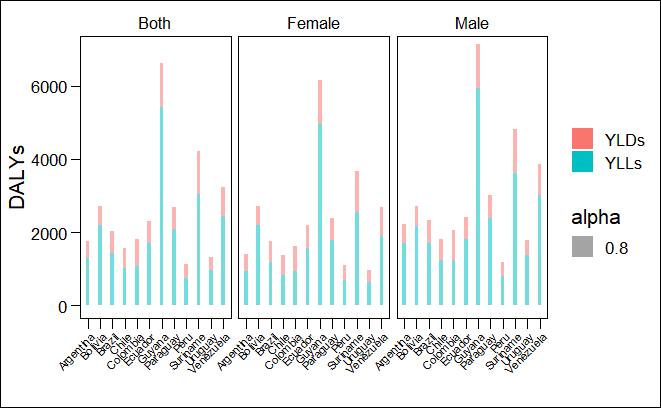 Both Female Male
DALYs
6000
4000
2000
0
YLDs
YLLs
alpha
0.8
Argentina Bolivia Brazil Chile Colombia Ecuador Guyana Paraguay Peru Suriname Uruguay Venezuela
Argentina Bolivia Brazil Chile Colombia Ecuador Guyana Paraguay Peru Suriname Uruguay Venezuela
Argentina Bolivia Brazil Chile Colombia Ecuador Guyana Paraguay Peru Suriname Uruguay Venezuela